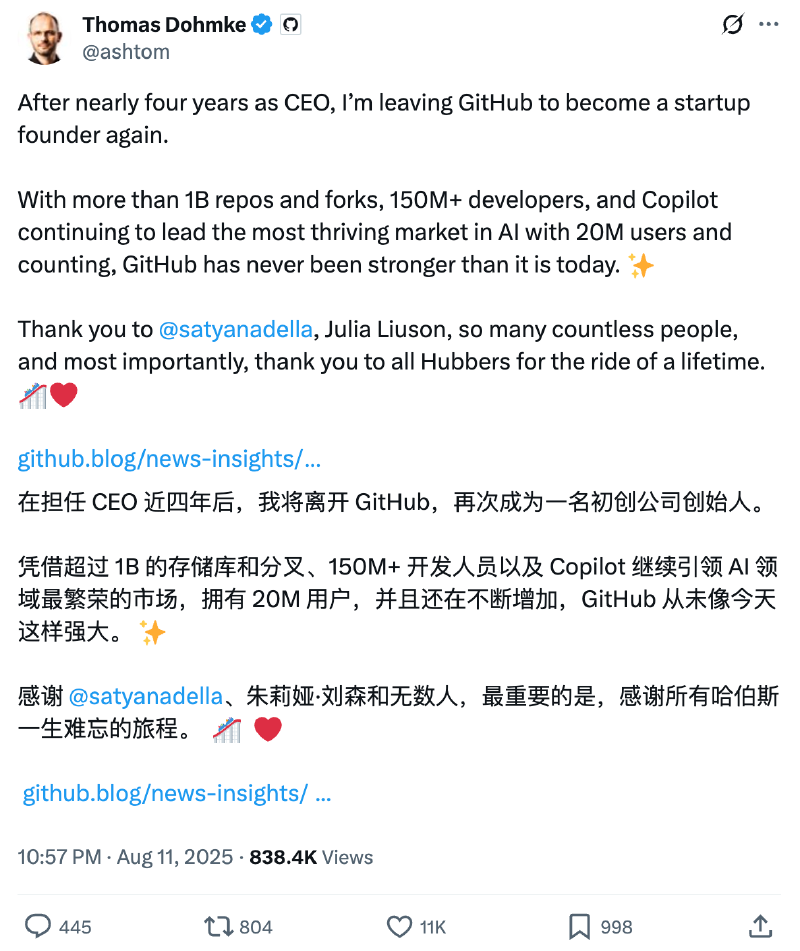 Thomas Dohmke
@ashtom
After nearly four years as CEO, I’m leaving GitHub to become a startup
founder again.
With more than 1B repos and forks, 150M+ developers, and Copilot
continuing to lead the most thriving market in AI with 20M users and
counting, GitHub has never been stronger than it is today. ✨
Thank you to @satyanadella, Julia Liuson, so many countless people,
and most importantly, thank you to all Hubbers for the ride of a lifetime.
📈❤️
github.blog/news-insights/…
在担任 CEO 近四年后，我将离开 GitHub，再次成为一名初创公司创始人。
凭借超过 1B 的存储库和分叉、150M+ 开发人员以及 Copilot 继续引领 AI 领
域最繁荣的市场，拥有 20M 用户，并且还在不断增加，GitHub 从未像今天
这样强大。 ✨
感谢 @satyanadella、朱莉娅·刘森和无数人，最重要的是，感谢所有哈伯斯
一生难忘的旅程。 📈 ❤️
github.blog/news-insights/ …
10:57 PM · Aug 11, 2025 · 838.4K Views
445 804 11K 998